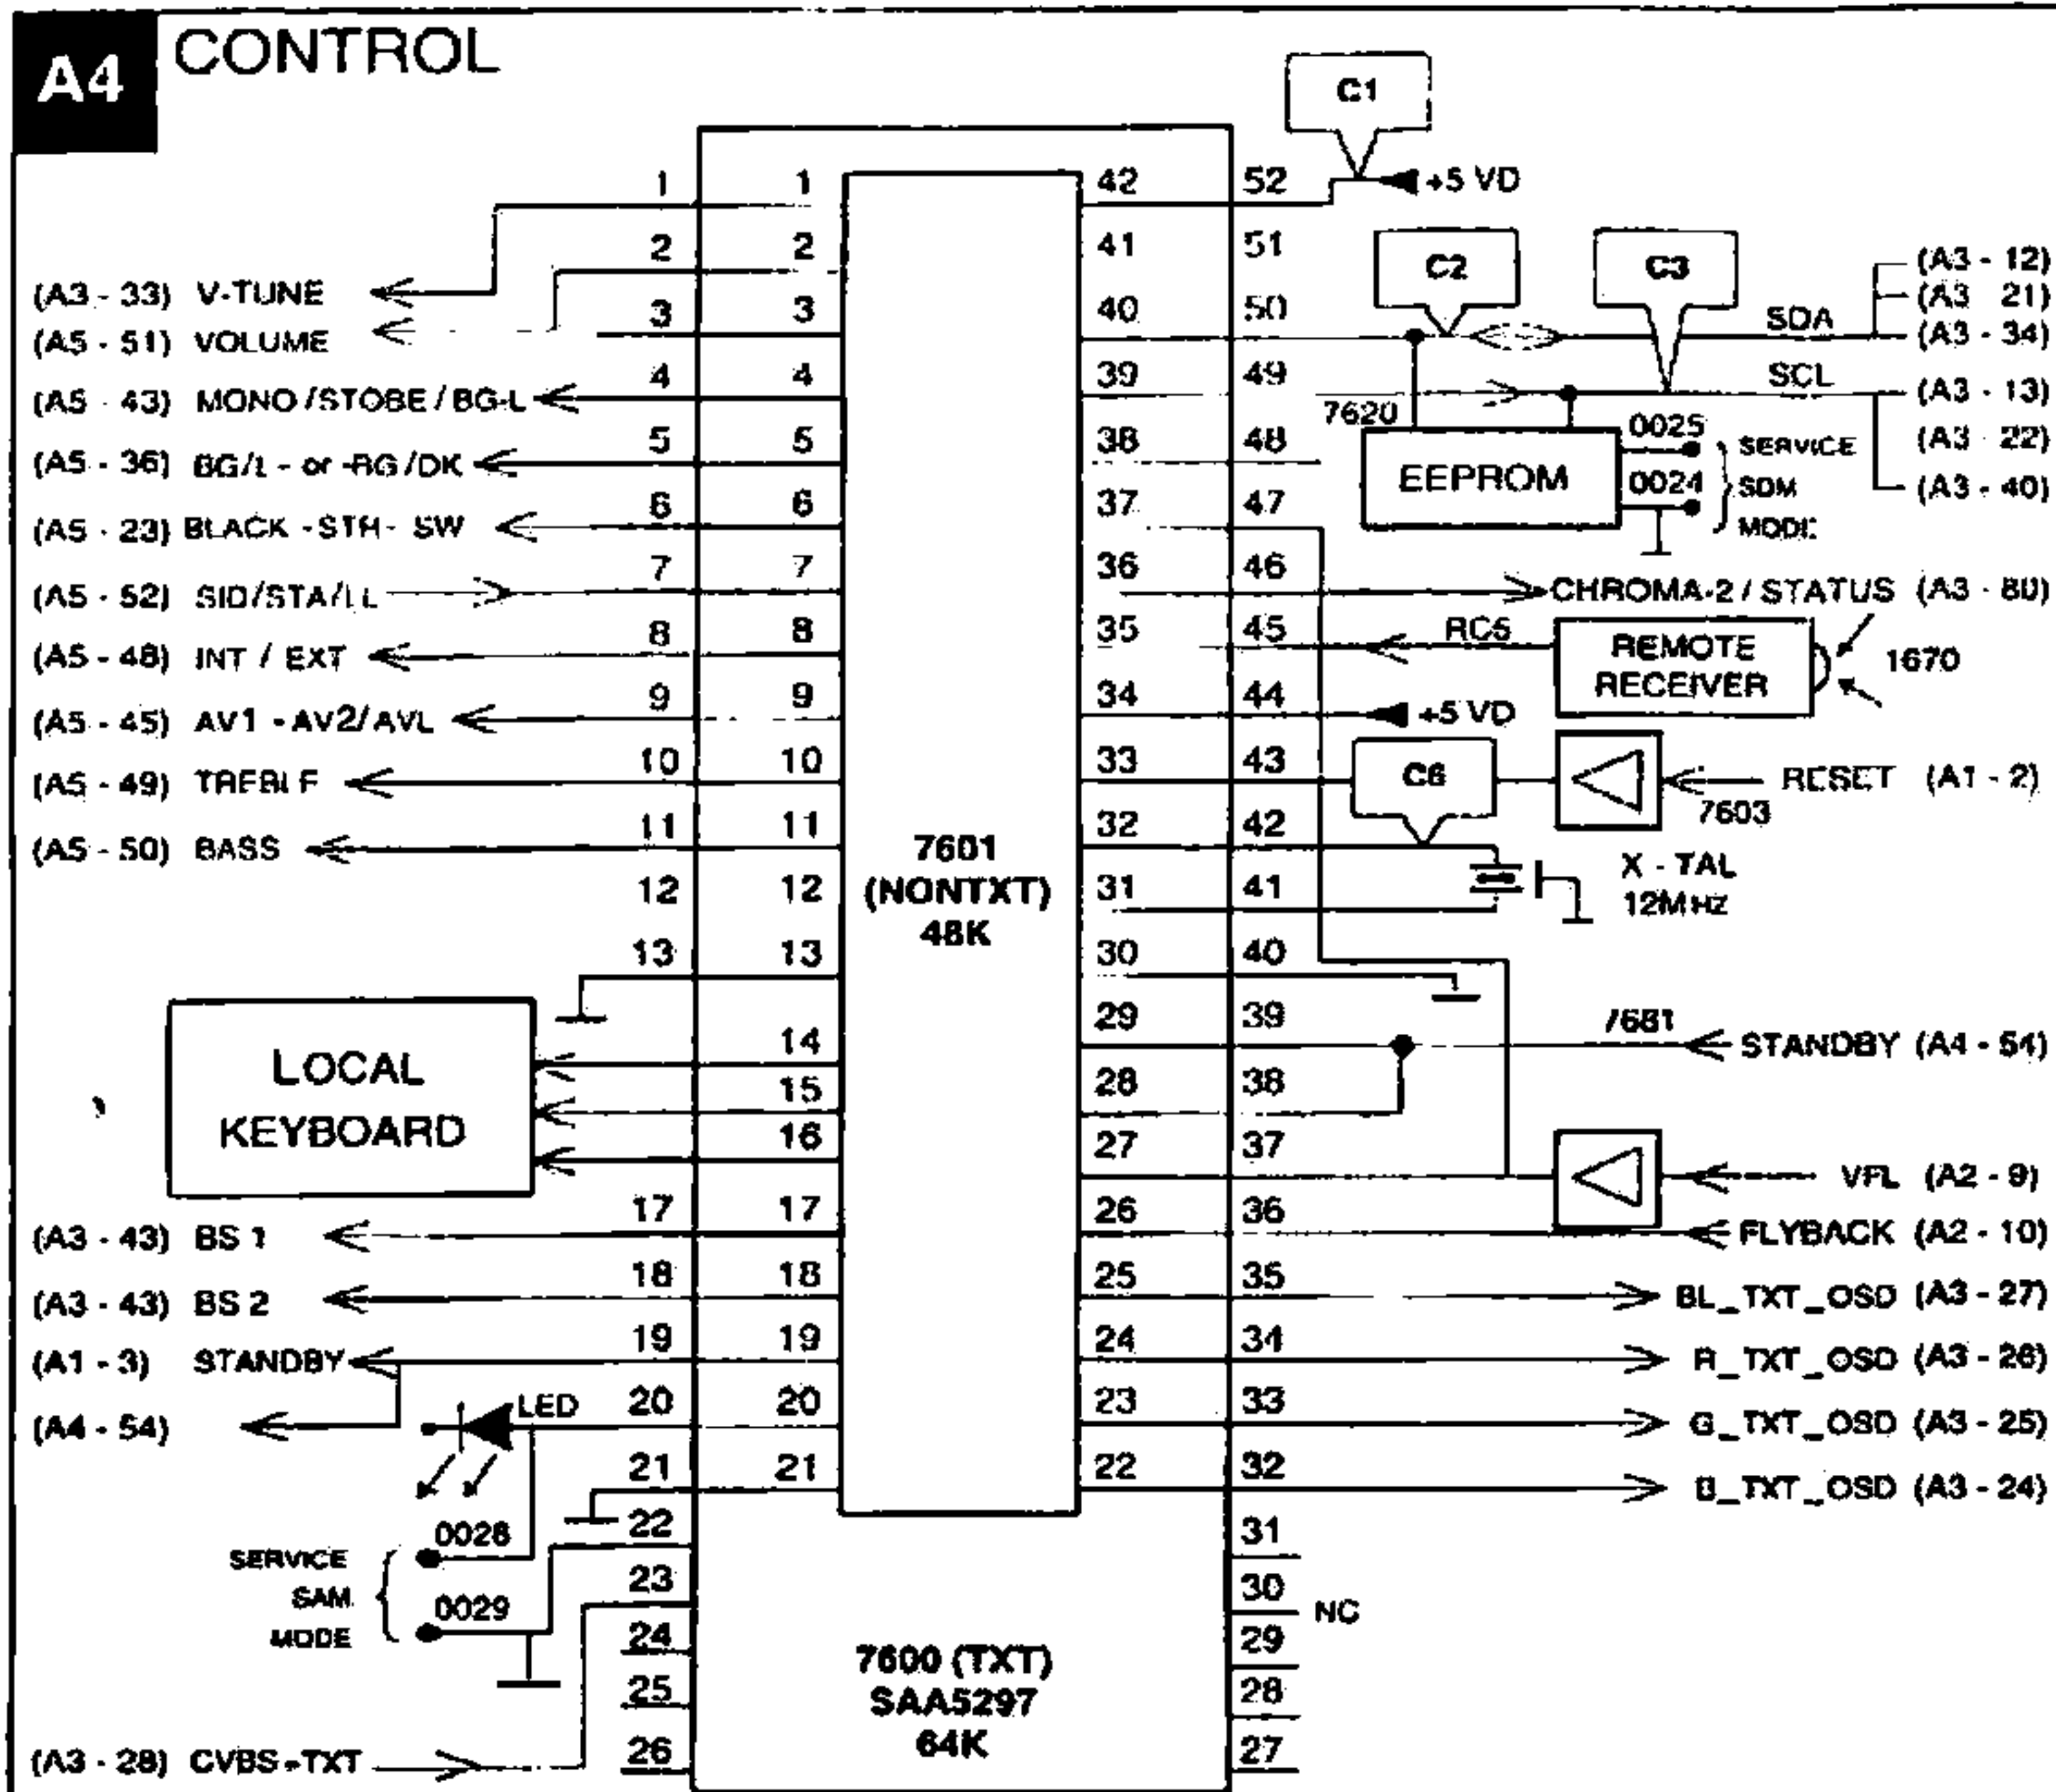 A4 CONTROL
C1
1 1 42 52 +5 VD
2 2 41 51 C2 C3 (A3 - 12)
(A3 - 33) V-TUNE (A3 21)
3 3 40 50 SDA (A3 - 34)
(A5 - 51) VOLUME
4 4 39 49 SCL (A3 - 13)
(A5 - 43) MONO/STOBE/BG-L
7620 0025 SERVICE (A3 22)
5 5 38 48
(A5 - 36) BG/L - or -BG/DK EEPROM 0024 SDM (A3 - 40)
6 6 37 47 MODE
(A5 - 23) BLACK - STH - SW
7 7 36 46 CHROMA-2 / STATUS (A3 - 80)
(A5 - 52) SID/STA/LL
8 8 35 45 RC5 REMOTE RECEIVER 1670
(A5 - 48) INT / EXT
9 9 34 44 +5 VD
(A5 - 45) AV1 - AV2/AVL
10 10 33 43 C6 7603 RESET (A1 - 2)
(A5 - 49) TREBLE
11 11 32 42 X - TAL
(A5 - 50) BASS 7601
12 12 (NONTXT) 31 41 12MHz
48K
13 13 30 40
LOCAL KEYBOARD
14 29 39 7681 STANDBY (A4 - 54)
15 28 38
16 27 37 VFL (A2 - 9)
17 17 26 36 FLYBACK (A2 - 10)
(A3 - 43) BS 1
18 18 25 35 BL_TXT_OSD (A3 - 27)
(A3 - 43) BS 2
19 19 24 34 R_TXT_OSD (A3 - 26)
(A1 - 3) STANDBY
LED 20 20 23 33 G_TXT_OSD (A3 - 25)
(A4 - 54)
21 21 22 32 B_TXT_OSD (A3 - 24)
0028 22 31
SERVICE
SAM 23 30 NC
0029
MODE 24 29
7600 (TXT)
25 SAA5297 28
64K
(A3 - 28) CVBS-TXT 26 27